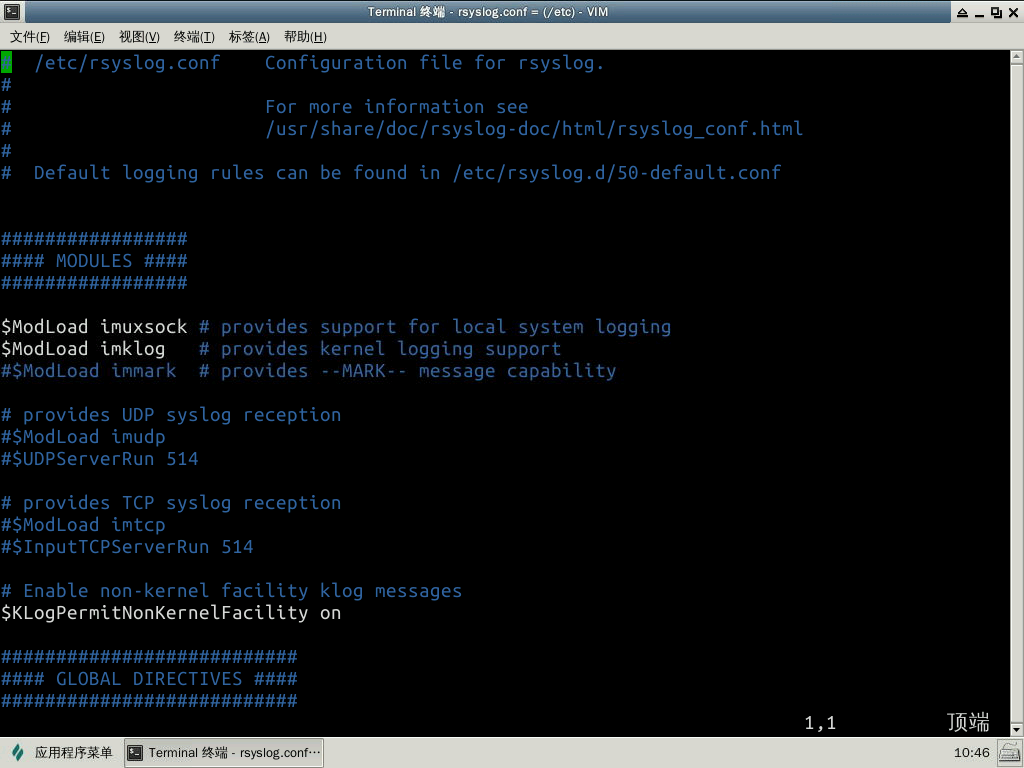 Terminal 终端 - rsyslog.conf = (/etc) - VIM
文件(F) 编辑(E) 视图(V) 终端(T) 标签(A) 帮助(H)
#  /etc/rsyslog.conf    Configuration file for rsyslog.
#
#                       For more information see
#                       /usr/share/doc/rsyslog-doc/html/rsyslog_conf.html
#
#  Default logging rules can be found in /etc/rsyslog.d/50-default.conf
#################
#### MODULES ####
#################
$ModLoad imuxsock # provides support for local system logging
$ModLoad imklog   # provides kernel logging support
#$ModLoad immark  # provides --MARK-- message capability
# provides UDP syslog reception
#$ModLoad imudp
#$UDPServerRun 514
# provides TCP syslog reception
#$ModLoad imtcp
#$InputTCPServerRun 514
# Enable non-kernel facility klog messages
$KLogPermitNonKernelFacility on
###########################
#### GLOBAL DIRECTIVES ####
###########################
1,1 顶端
应用程序菜单 Terminal 终端 - rsyslog.conf··· 10:46